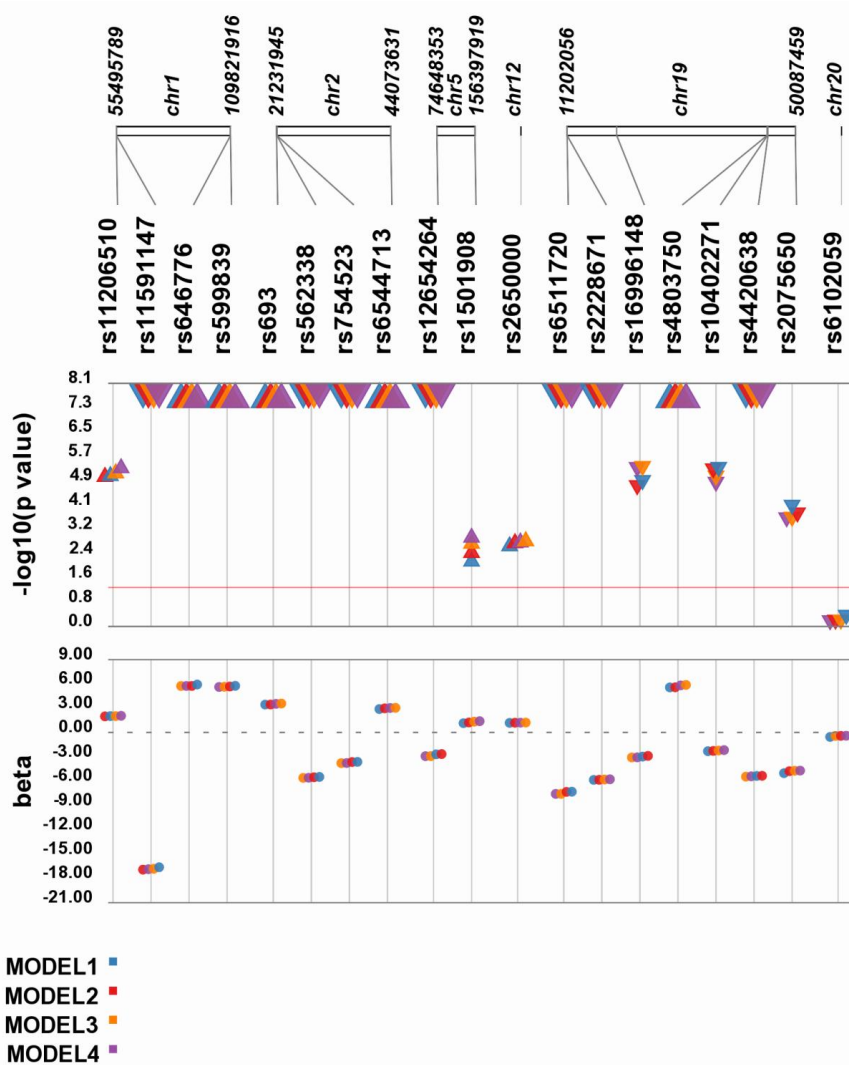 55495789
chr1
109821916
21231945
chr2
44073631
74648353
chr5
156397919
chr12
11202056
chr19
50087459
chr20
rs11206510
rs11591147
rs646776
rs599839
rs693
rs562338
rs754523
rs6544713
rs12654264
rs1501908
rs2650000
rs6511720
rs2228671
rs16996148
rs4803750
rs10402271
rs4420638
rs2075650
rs6102059
-log10(p value)
8.1
7.3
6.5
5.7
4.9
4.1
3.2
2.4
1.6
0.8
0.0
beta
9.00
6.00
3.00
0.00
-3.00
-6.00
-9.00
-12.00
-15.00
-18.00
-21.00
MODEL1
MODEL2
MODEL3
MODEL4